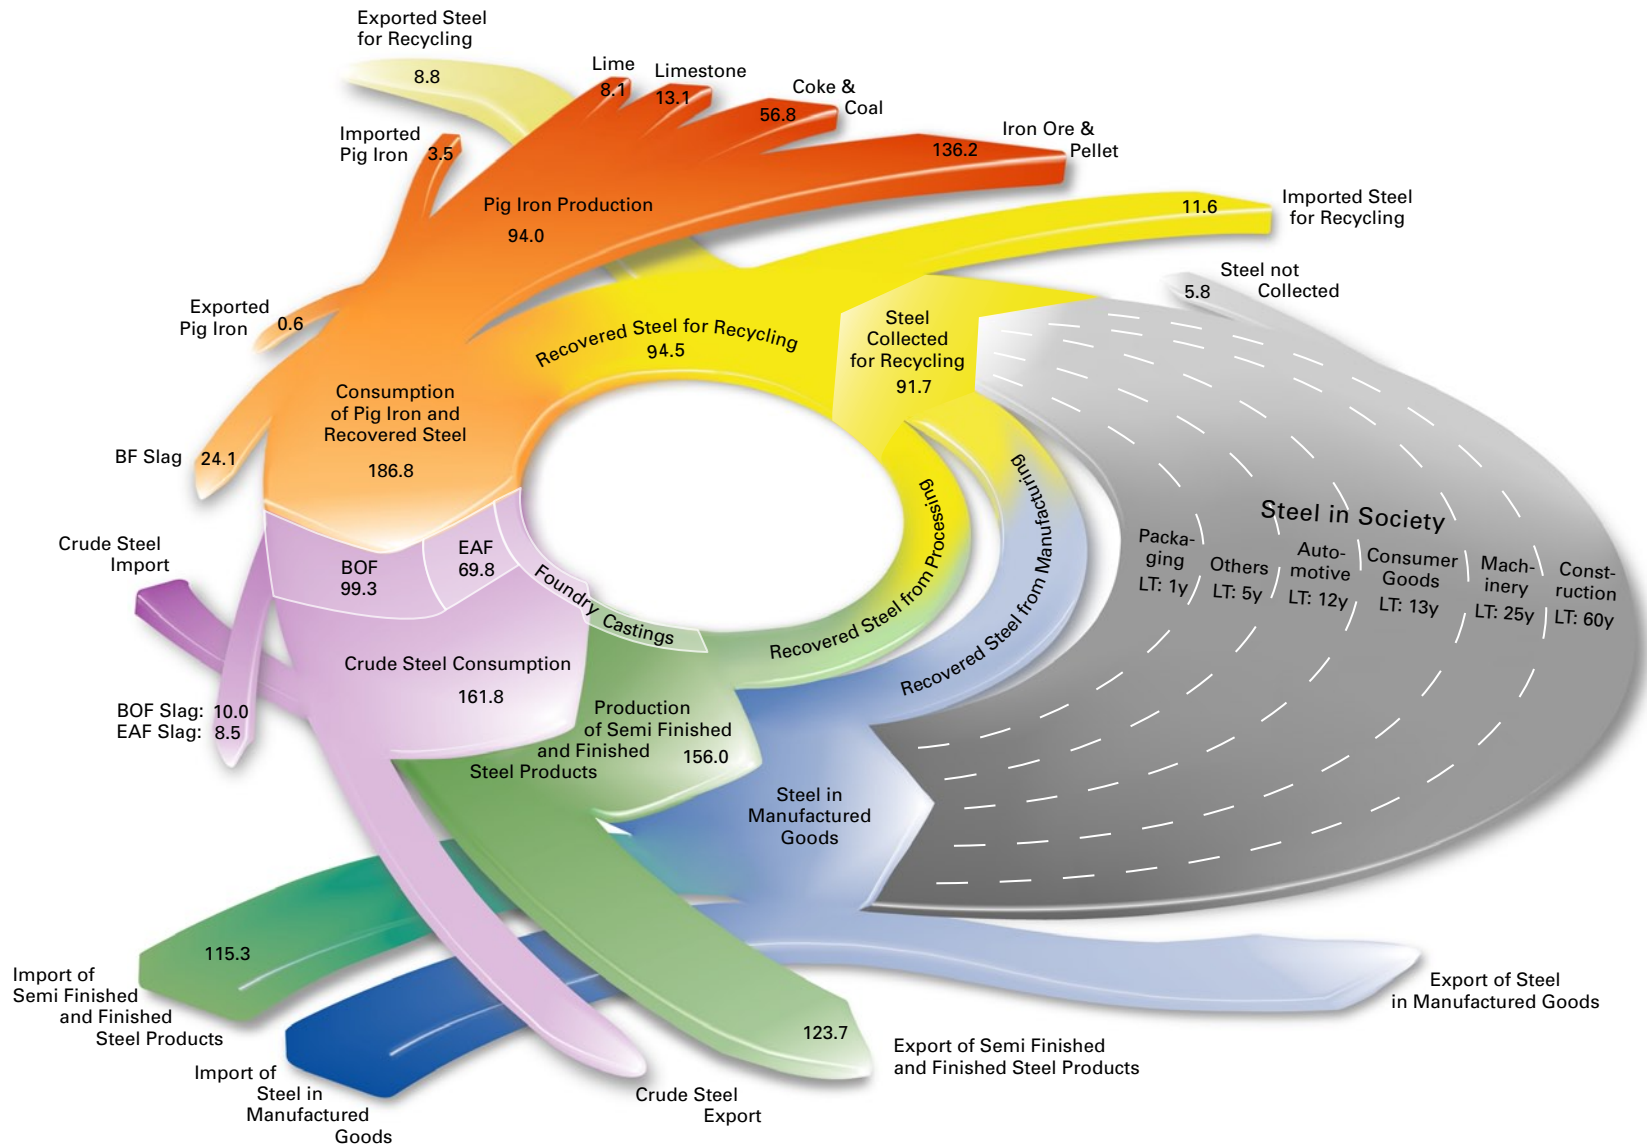 Exported Steel
for Recycling
8.8
Lime
8.1
Limestone
13.1
Coke &
Coal
56.8
Iron Ore &
Pellet
136.2
Imported
Pig Iron
3.5
Pig Iron Production
94.0
Imported Steel
for Recycling
11.6
Steel not
Collected
5.8
Exported
Pig Iron
0.6
Recovered Steel for Recycling
94.5
Steel
Collected
for Recycling
91.7
Consumption
of Pig Iron and
Recovered Steel
186.8
BF Slag
24.1
Crude Steel
Import
BOF
99.3
EAF
69.8
Foundry
Castings
Recovered Steel from Processing
Recovered Steel from Manufacturing
Steel in Society
Packa-
ging
LT: 1y
Others
LT: 5y
Auto-
motive
LT: 12y
Consumer
Goods
LT: 13y
Mach-
inery
LT: 25y
Const-
ruction
LT: 60y
Crude Steel Consumption
161.8
BOF Slag: 10.0
EAF Slag: 8.5
Production
of Semi Finished
and Finished
Steel Products
156.0
Steel in
Manufactured
Goods
115.3
Import of
Semi Finished
and Finished
Steel Products
Import of
Steel in
Manufactured
Goods
Crude Steel
Export
123.7
Export of Semi Finished
and Finished Steel Products
Export of Steel
in Manufactured Goods